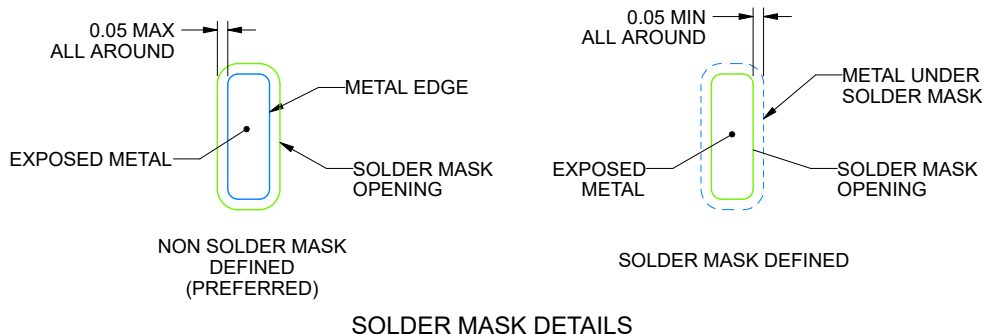 0.05 MAX
ALL AROUND
METAL EDGE
EXPOSED METAL
SOLDER MASK
OPENING
NON SOLDER MASK
DEFINED
(PREFERRED)
0.05 MIN
ALL AROUND
METAL UNDER
SOLDER MASK
EXPOSED
METAL
SOLDER MASK
OPENING
SOLDER MASK DEFINED
SOLDER MASK DETAILS